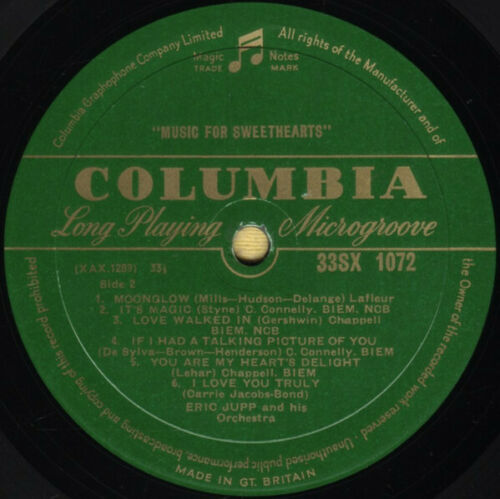 Columbia Graphophone Company Limited
All rights of the Manufacturer and of
the Owner of the recorded work reserved · Unauthorised public performance, broadcasting and copying of this record prohibited
Magic Notes
TRADE MARK
"MUSIC FOR SWEETHEARTS"
COLUMBIA
Long Playing Microgroove
33SX 1072
(XAX.1289) 33⅓
Side 2
1. MOONGLOW (Mills—Hudson—Delange) Lafleur
2. IT'S MAGIC (Styne) C. Connelly. BIEM. NCB
3. LOVE WALKED IN (Gershwin) Chappell
BIEM. NCB
4. IF I HAD A TALKING PICTURE OF YOU
(De Sylva—Brown—Henderson) C. Connelly. BIEM
5. YOU ARE MY HEART'S DELIGHT
(Lehar) Chappell. BIEM
6. I LOVE YOU TRULY
(Carrie Jacobs-Bond)
ERIC JUPP and his
Orchestra
MADE IN GT. BRITAIN